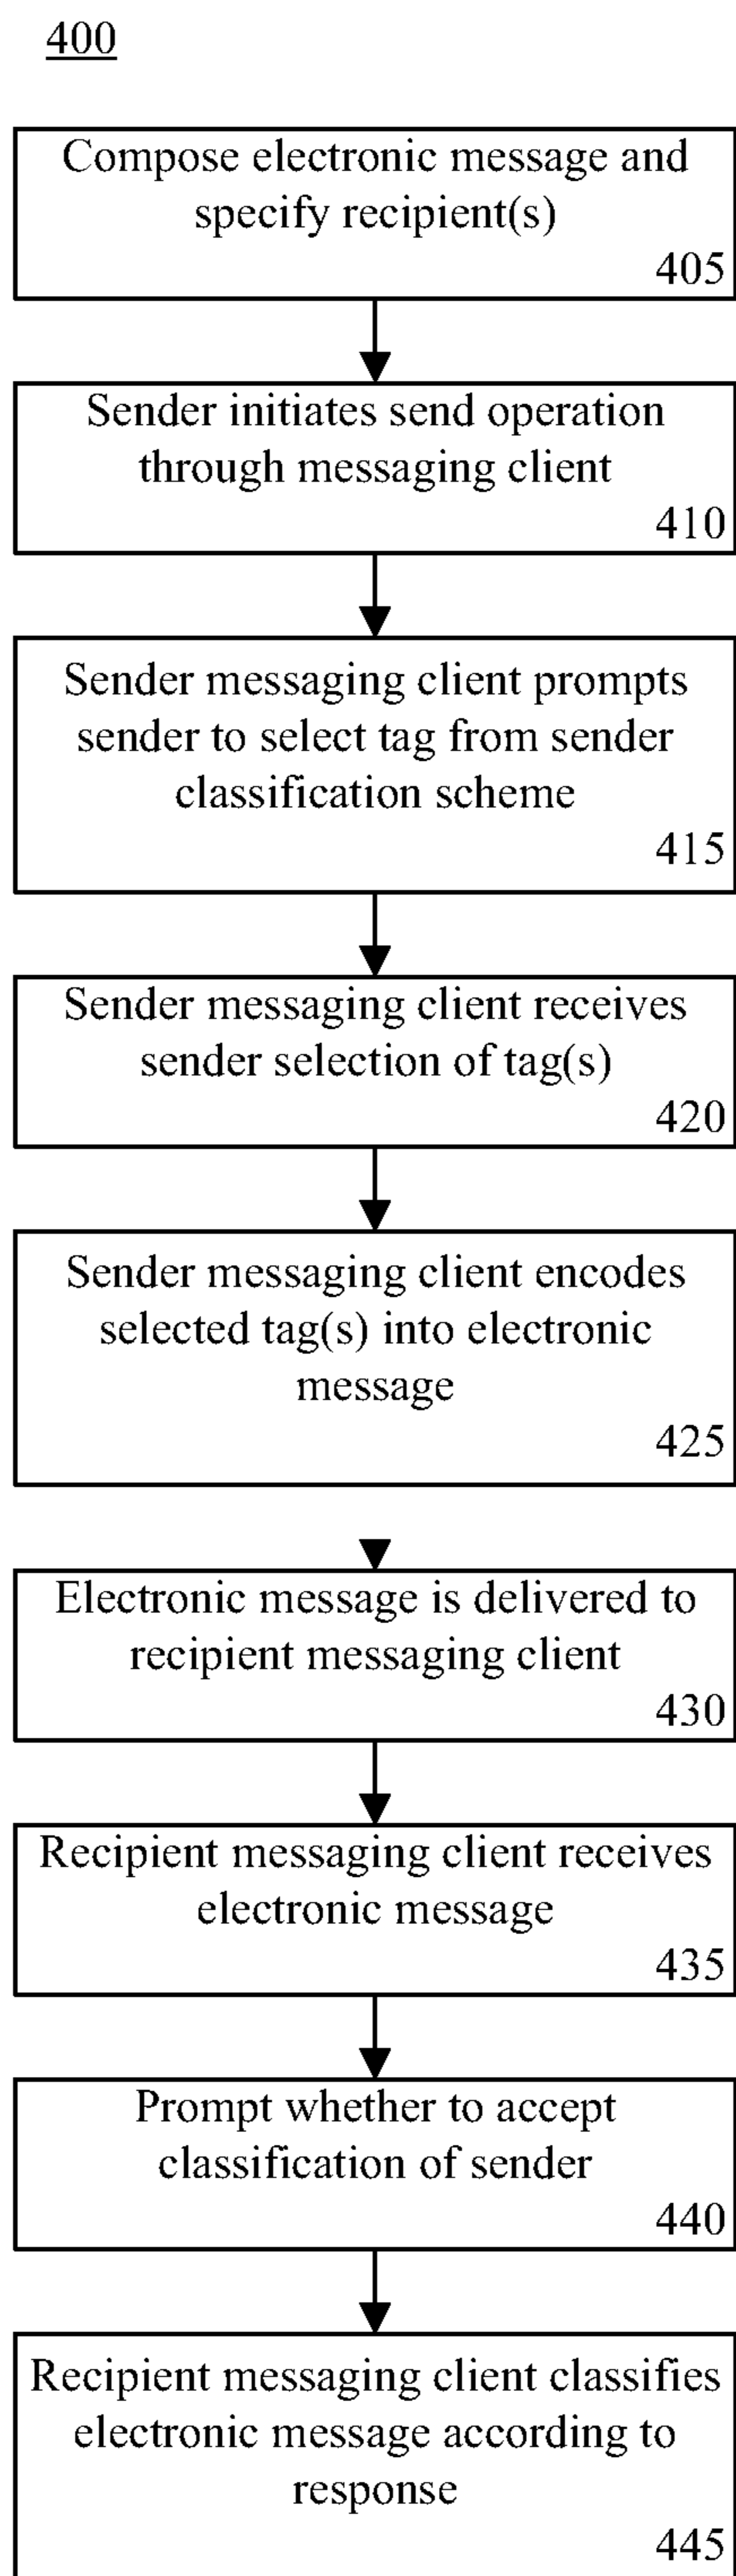 400
Compose electronic message and
specify recipient(s)
405
Sender initiates send operation
through messaging client
410
Sender messaging client prompts
sender to select tag from sender
classification scheme
415
Sender messaging client receives
sender selection of tag(s)
420
Sender messaging client encodes
selected tag(s) into electronic
message
425
Electronic message is delivered to
recipient messaging client
430
Recipient messaging client receives
electronic message
435
Prompt whether to accept
classification of sender
440
Recipient messaging client classifies
electronic message according to
response
445